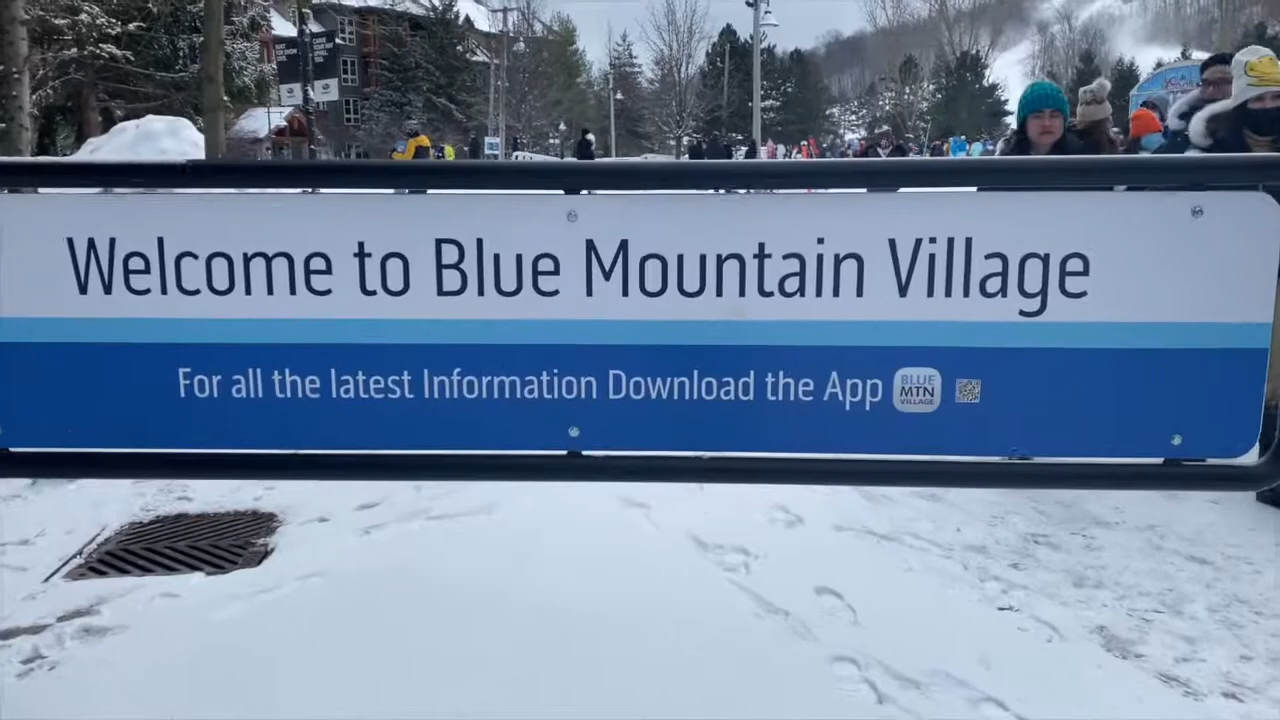 Welcome to Blue Mountain Village
For all the latest Information Download the App
BLUE
MTN
VILLAGE